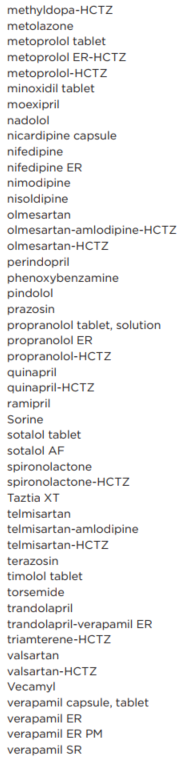 methyldopa-HCTZ
metolazone
metoprolol tablet
metoprolol ER-HCTZ
metoprolol-HCTZ
minoxidil tablet
moexipril
nadolol
nicardipine capsule
nifedipine
nifedipine ER
nimodipine
nisoldipine
olmesartan
olmesartan-amlodipine-HCTZ
olmesartan-HCTZ
perindopril
phenoxybenzamine
pindolol
prazosin
propranolol tablet, solution
propranolol ER
propranolol-HCTZ
quinapril
quinapril-HCTZ
ramipril
Sorine
sotalol tablet
sotalol AF
spironolactone
spironolactone-HCTZ
Taztia XT
telmisartan
telmisartan-amlodipine
telmisartan-HCTZ
terazosin
timolol tablet
torsemide
trandolapril
trandolapril-verapamil ER
triamterene-HCTZ
valsartan
valsartan-HCTZ
Vecamyl
verapamil capsule, tablet
verapamil ER
verapamil ER PM
verapamil SR